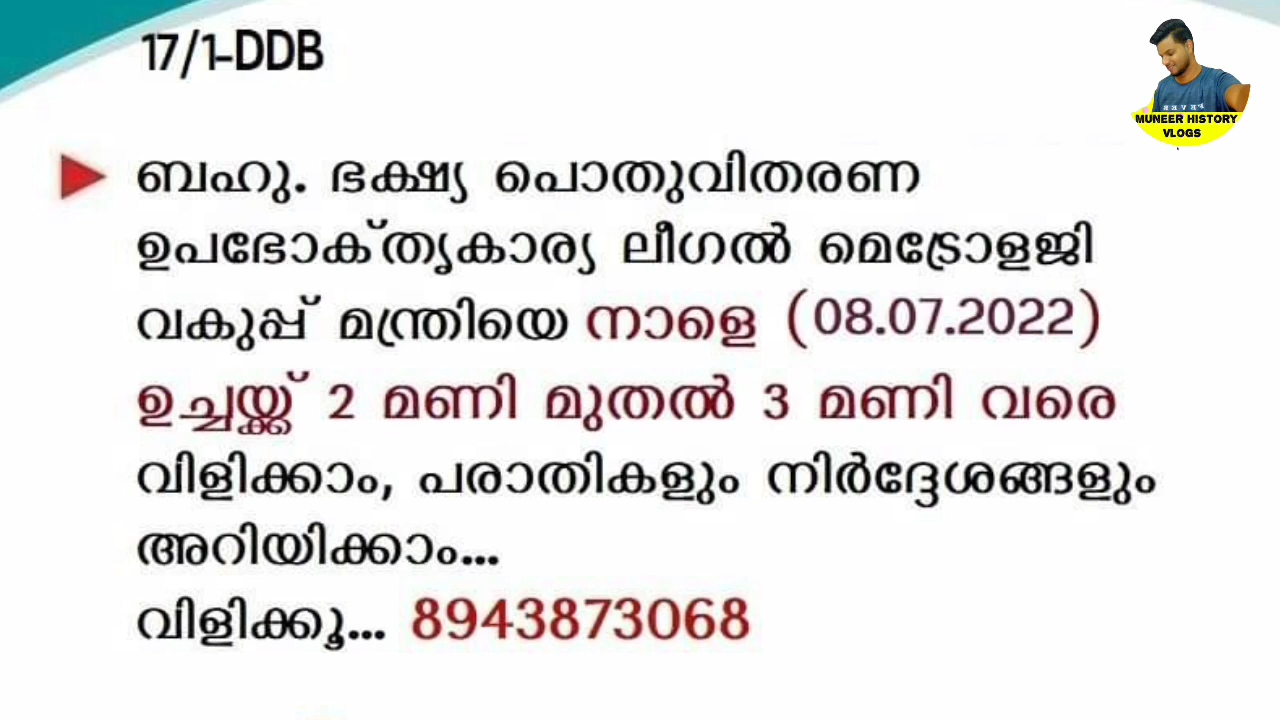 17/1-DDB
MUNEER HISTORY
VLOGS
ബഹു. ഭക്ഷ്യ പൊതുവിതരണ
ഉപഭോക്തൃകാര്യ ലീഗൽ മെട്രോളജി
വകുപ്പ് മന്ത്രിയെ നാളെ (08.07.2022)
ഉച്ചയ്ക്ക് 2 മണി മുതൽ 3 മണി വരെ
വിളിക്കാം, പരാതികളും നിർദ്ദേശങ്ങളും
അറിയിക്കാം...
വിളിക്കൂ... 8943873068